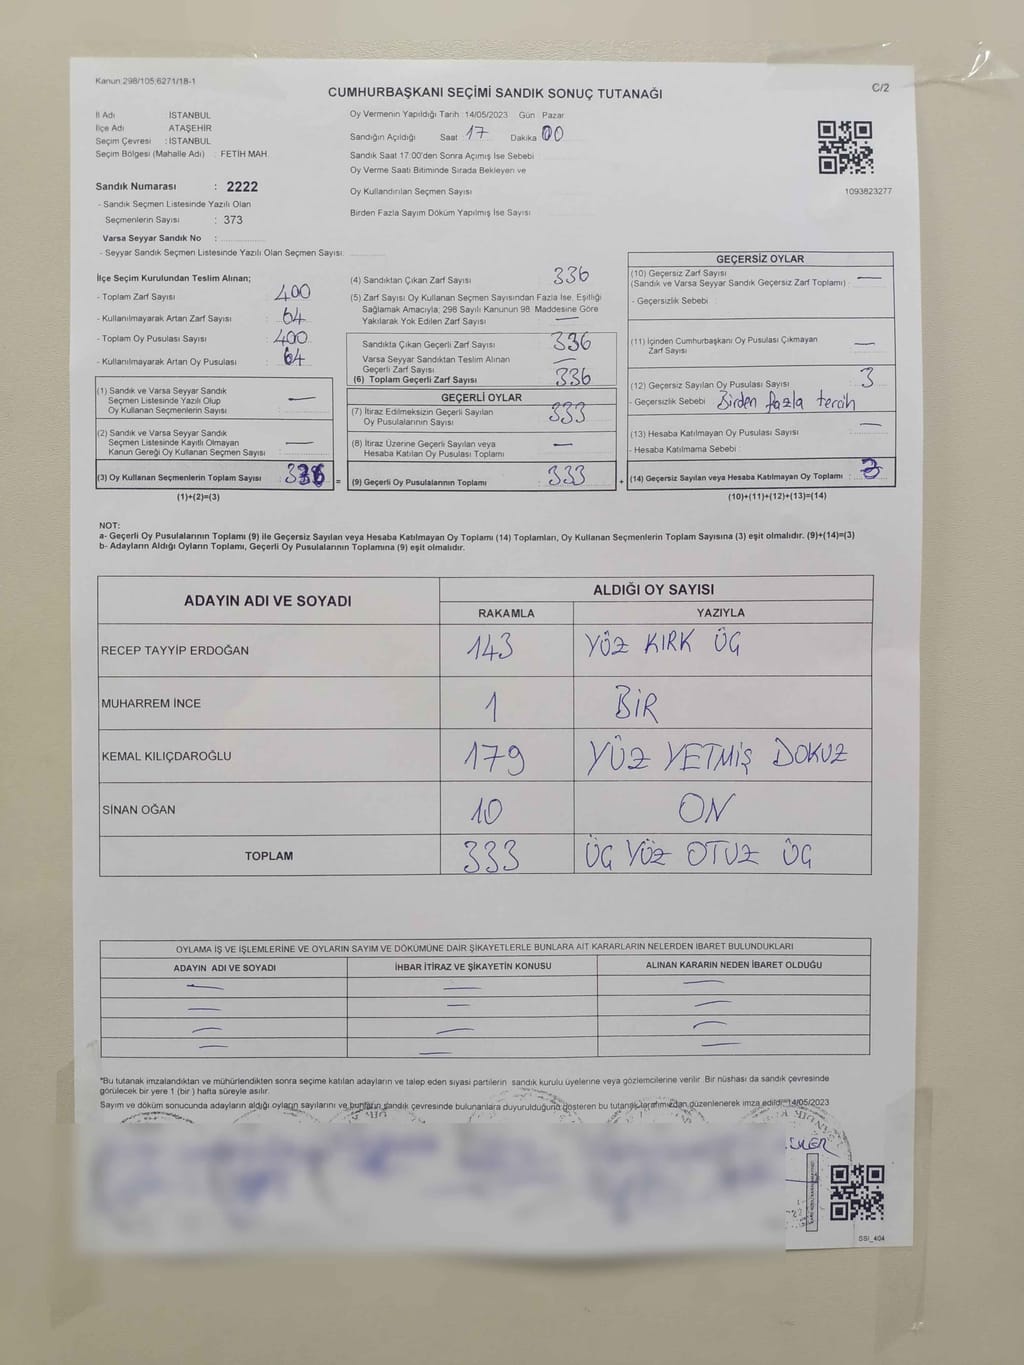 Kanun 298/105,6271/18-1
CUMHURBAŞKANI SEÇİMİ SANDIK SONUÇ TUTANAĞI
C/2
İl Adı İSTANBUL
İlçe Adı ATAŞEHİR
Seçim Çevresi : İSTANBUL
Seçim Bölgesi (Mahalle Adı) : FETİH MAH.
Oy Vermenin Yapıldığı Tarih 14/05/2023 Gün Pazar
Sandığın Açıldığı Saat 17 Dakika 00
Sandık Saat 17:00'den Sonra Açımış İse Sebebi
Oy Verme Saati Bitiminde Sırada Bekleyen ve
Oy Kullandırılan Seçmen Sayısı
Birden Fazla Sayım Döküm Yapılmış İse Sayısı
1093823277
Sandık Numarası : 2222
- Sandık Seçmen Listesinde Yazılı Olan
Seçmenlerin Sayısı : 373
Varsa Seyyar Sandık No :
- Seyyar Sandık Seçmen Listesinde Yazılı Olan Seçmen Sayısı:
İlçe Seçim Kurulundan Teslim Alınan;
- Toplam Zarf Sayısı : 400
- Kullanılmayarak Artan Zarf Sayısı : 64
- Toplam Oy Pusulası Sayısı : 400
- Kullanılmayarak Artan Oy Pusulası : 64
(1) Sandık ve Varsa Seyyar Sandık
Seçmen Listesinde Yazılı Olup
Oy Kullanan Seçmenlerin Sayısı : —
(2) Sandık ve Varsa Seyyar Sandık
Seçmen Listesinde Kayıtlı Olmayan
Kanun Gereği Oy Kullanan Seçmen Sayısı : —
(3) Oy Kullanan Seçmenlerin Toplam Sayısı : 336
(1)+(2)=(3)
(4) Sandıktan Çıkan Zarf Sayısı : 336
(5) Zarf Sayısı Oy Kullanan Seçmen Sayısından Fazla İse, Eşitliği
Sağlamak Amacıyla; 298 Sayılı Kanunun 98. Maddesine Göre
Yakılarak Yok Edilen Zarf Sayısı : —
Sandıkta Çıkan Geçerli Zarf Sayısı : 336
Varsa Seyyar Sandıktan Teslim Alınan
Geçerli Zarf Sayısı : —
(6) Toplam Geçerli Zarf Sayısı : 336
GEÇERLİ OYLAR
(7) İtiraz Edilmeksizin Geçerli Sayılan
Oy Pusulalarının Sayısı : 333
(8) İtiraz Üzerine Geçerli Sayılan veya
Hesaba Katılan Oy Pusulası Toplamı : —
(9) Geçerli Oy Pusulalarının Toplamı : 333
GEÇERSİZ OYLAR
(10) Geçersiz Zarf Sayısı : —
(Sandık ve Varsa Seyyar Sandık Geçersiz Zarf Toplamı)
- Geçersizlik Sebebi :
(11) İçinden Cumhurbaşkanı Oy Pusulası Çıkmayan
Zarf Sayısı : —
(12) Geçersiz Sayılan Oy Pusulası Sayısı : 3
- Geçersizlik Sebebi : Birden fazla tercih
(13) Hesaba Katılmayan Oy Pusulası Sayısı : —
- Hesaba Katılmama Sebebi :
(14) Geçersiz Sayılan veya Hesaba Katılmayan Oy Toplamı : 3
(10)+(11)+(12)+(13)=(14)
NOT:
a- Geçerli Oy Pusulalarının Toplamı (9) ile Geçersiz Sayılan veya Hesaba Katılmayan Oy Toplamı (14) Toplamları, Oy Kullanan Seçmenlerin Toplam Sayısına (3) eşit olmalıdır. (9)+(14)=(3)
b- Adayların Aldığı Oyların Toplamı, Geçerli Oy Pusulalarının Toplamına (9) eşit olmalıdır.
ADAYIN ADI VE SOYADI
ALDIĞI OY SAYISI
RAKAMLA YAZIYLA
RECEP TAYYİP ERDOĞAN 143 YÜZ KIRK ÜÇ
MUHARREM İNCE 1 BİR
KEMAL KILIÇDAROĞLU 179 YÜZ YETMİŞ DOKUZ
SİNAN OĞAN 10 ON
TOPLAM 333 ÜÇ YÜZ OTUZ ÜÇ
OYLAMA İŞ VE İŞLEMLERİNE VE OYLARIN SAYIM VE DÖKÜMÜNE DAİR ŞİKAYETLERLE BUNLARA AİT KARARLARIN NELERDEN İBARET BULUNDUKLARI
ADAYIN ADI VE SOYADI İHBAR İTİRAZ VE ŞİKAYETİN KONUSU ALINAN KARARIN NEDEN İBARET OLDUĞU
*Bu tutanak imzalandıktan ve mühürlendikten sonra seçime katılan adayların ve talep eden siyasi partilerin sandık kurulu üyelerine veya gözlemcilerine verilir. Bir nüshası da sandık çevresinde
görülecek bir yere 1 (bir ) hafta süreyle asılır.
Sayım ve döküm sonucunda adayların aldığı oyların sayılarını ve bunların sandık çevresinde bulunanlara duyurulduğunu gösteren bu tutanak tarafımızdan düzenlenerek imza edildi. 14/05/2023
SSİ_404